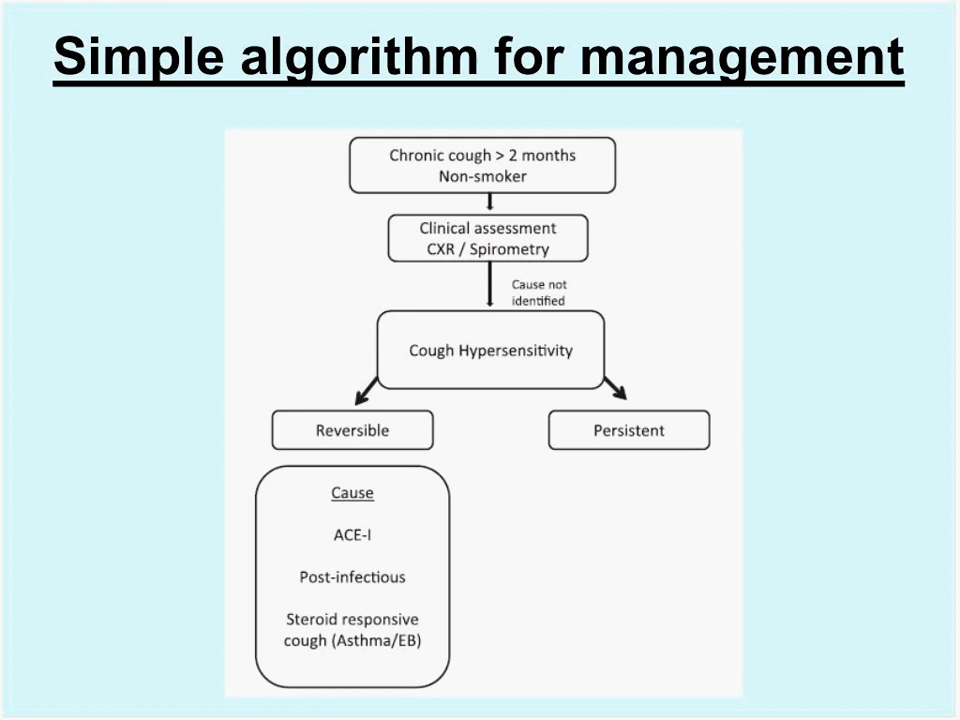 Simple algorithm for management
Chronic cough > 2 months
Non-smoker
Clinical assessment
CXR / Spirometry
Cause not
identified
Cough Hypersensitivity
Reversible
Persistent
Cause
ACE-I
Post-infectious
Steroid responsive
cough (Asthma/EB)